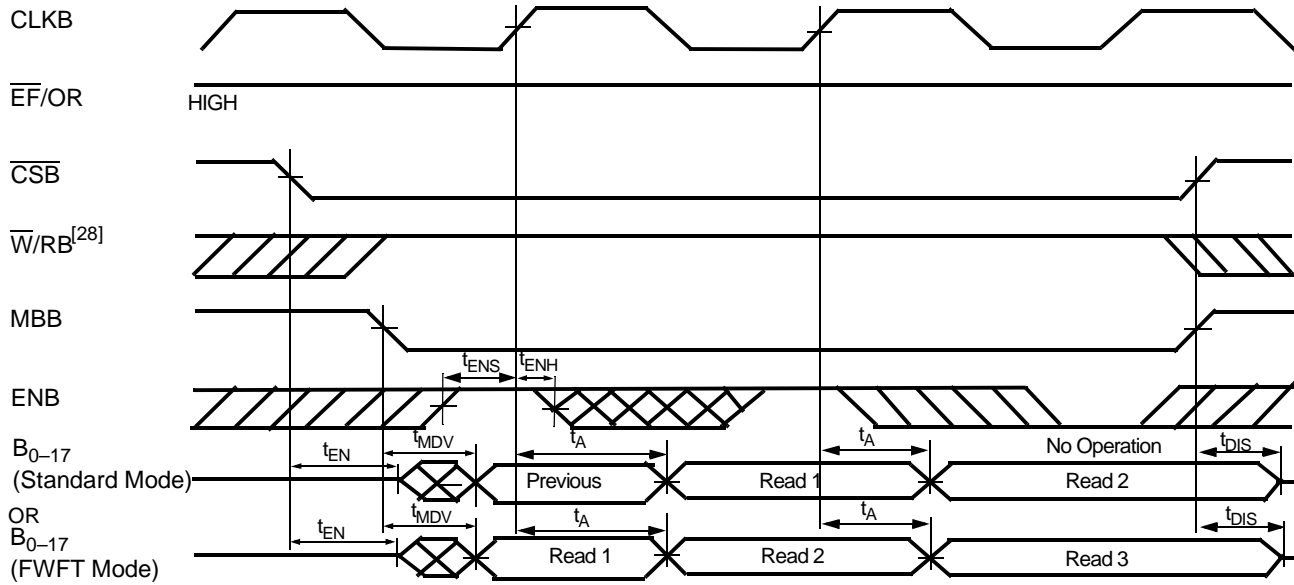 CLKB
EF/OR
HIGH
CSB
W/RB[28]
MBB
tENS
tENH
ENB
tMDV
tA
tA
No Operation
B0–17
tEN
tDIS
(Standard Mode)
Previous
Read 1
Read 2
OR
tMDV
tA
tA
B0–17
tEN
tDIS
(FWFT Mode)
Read 1
Read 2
Read 3